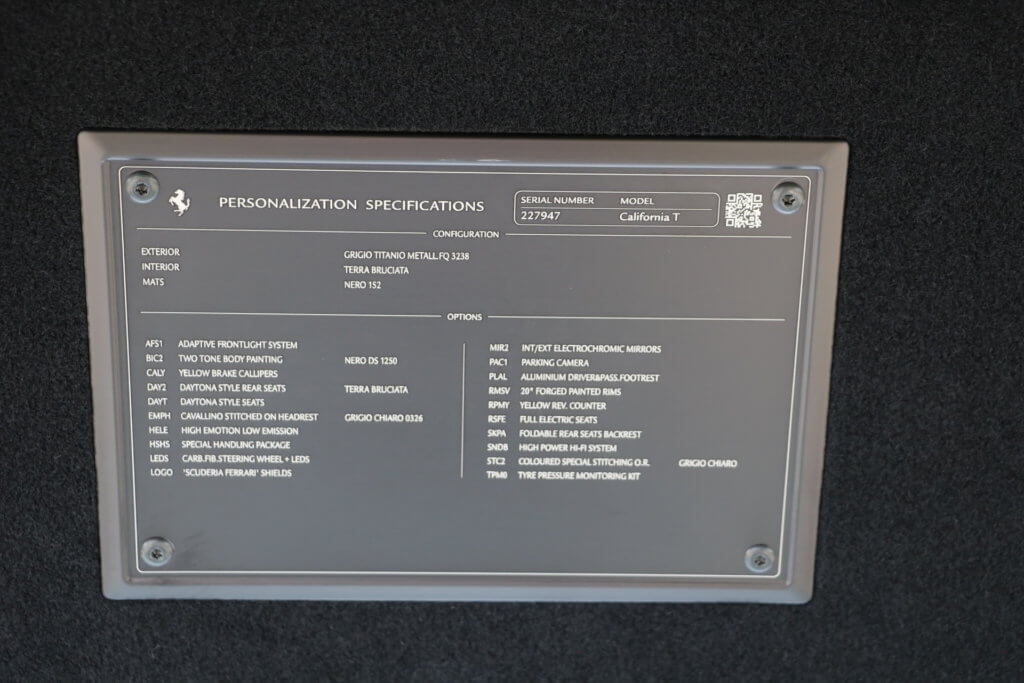 PERSONALIZATION SPECIFICATIONS
SERIAL NUMBER MODEL
227947 California T
CONFIGURATION
EXTERIOR GRIGIO TITANIO METALL.FQ 3238
INTERIOR TERRA BRUCIATA
MATS NERO 152
OPTIONS
AFS1 ADAPTIVE FRONTLIGHT SYSTEM
BIC2 TWO TONE BODY PAINTING NERO DS 1250
CALY YELLOW BRAKE CALLIPERS
DAY2 DAYTONA STYLE REAR SEATS TERRA BRUCIATA
DAYT DAYTONA STYLE SEATS
EMPH CAVALLINO STITCHED ON HEADREST GRIGIO CHIARO 0326
HELE HIGH EMOTION LOW EMISSION
HSHS SPECIAL HANDLING PACKAGE
LEDS CARB.FIB.STEERING WHEEL + LEDS
LOGO 'SCUDERIA FERRARI' SHIELDS
MIR2 INT/EXT ELECTROCHROMIC MIRRORS
PAC1 PARKING CAMERA
PLAL ALUMINIUM DRIVER&PASS.FOOTREST
RMSV 20" FORGED PAINTED RIMS
RPMY YELLOW REV. COUNTER
RSFE FULL ELECTRIC SEATS
SKPA FOLDABLE REAR SEATS BACKREST
SNDB HIGH POWER HI-FI SYSTEM
STC2 COLOURED SPECIAL STITCHING O.R. GRIGIO CHIARO
TPM0 TYRE PRESSURE MONITORING KIT